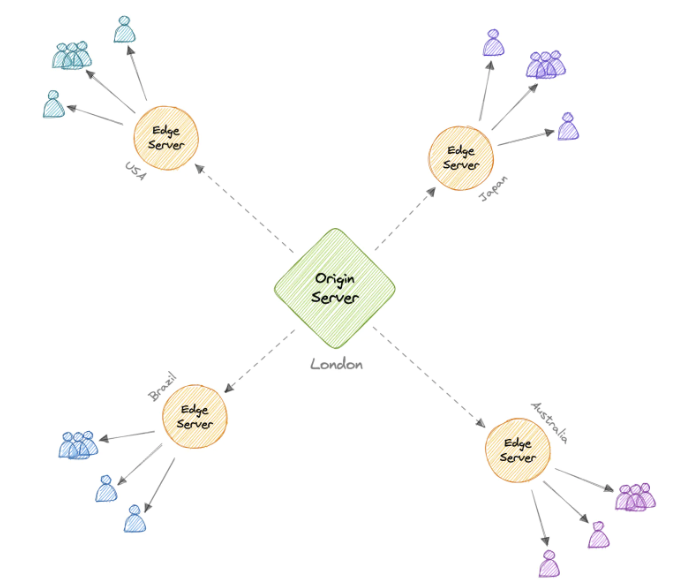 Edge
Server
USA
Edge
Server
Japan
Origin
Server
London
Brazil
Edge
Server
Australia
Edge
Server